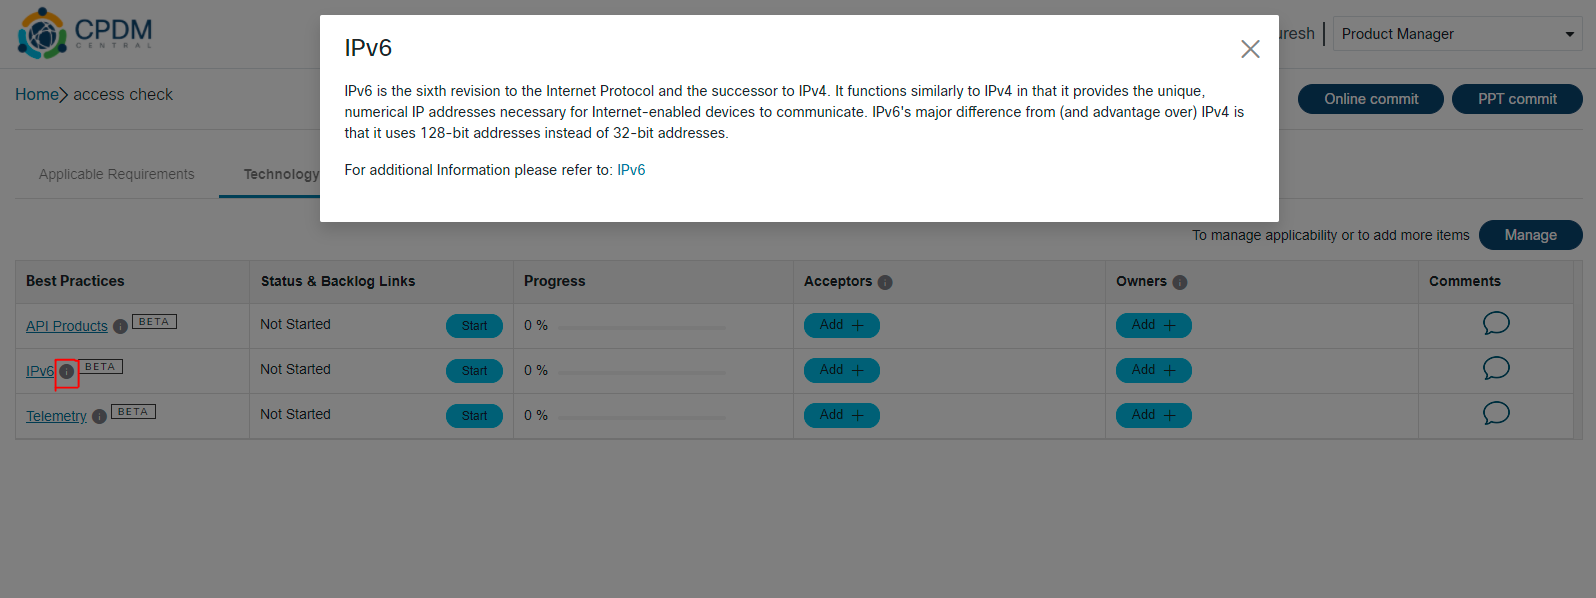 CPDM
CENTRAL
Product Manager
Home access check
Online commit
PPT commit
IPv6
IPv6 is the sixth revision to the Internet Protocol and the successor to IPv4. It functions similarly to IPv4 in that it provides the unique,
numerical IP addresses necessary for Internet-enabled devices to communicate. IPv6's major difference from (and advantage over) IPv4 is
that it uses 128-bit addresses instead of 32-bit addresses.
For additional Information please refer to: IPv6
Applicable Requirements
Technology
To manage applicability or to add more items Manage
Best Practices Status & Backlog Links Progress Acceptors Owners Comments
API Products BETA Not Started Start 0 % Add + Add +
IPv6 BETA Not Started Start 0 % Add + Add +
Telemetry BETA Not Started Start 0 % Add + Add +